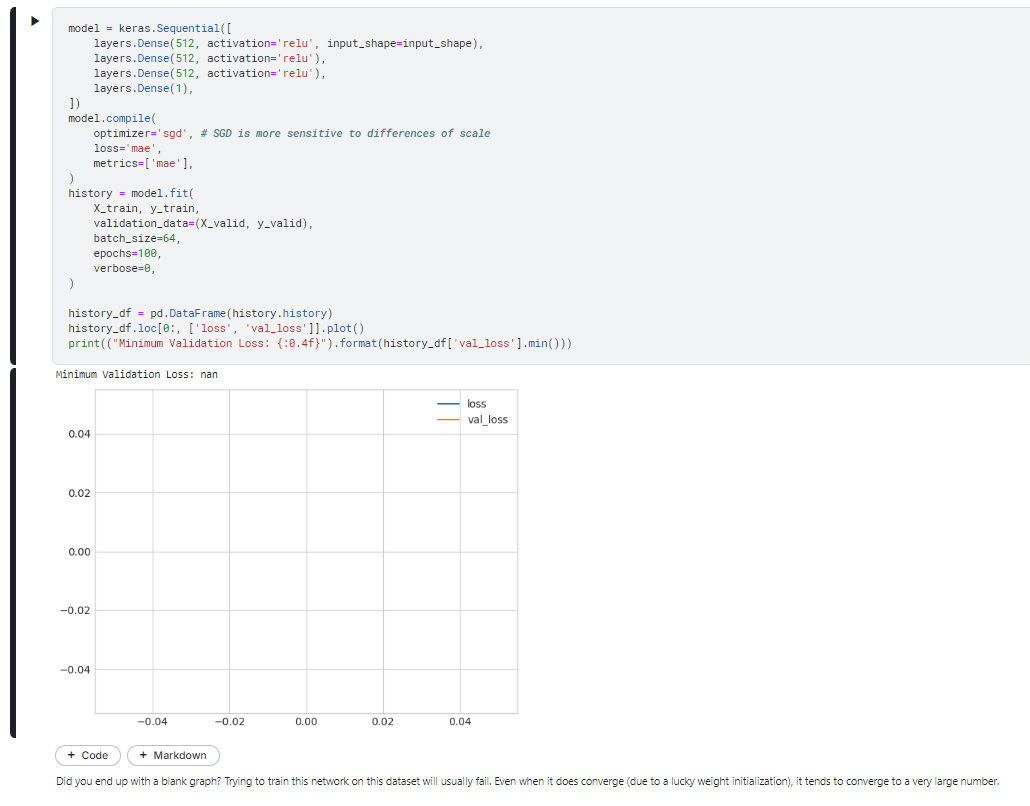 model = keras.Sequential([
    layers.Dense(512, activation='relu', input_shape=input_shape),
    layers.Dense(512, activation='relu'),
    layers.Dense(512, activation='relu'),
    layers.Dense(1),
])
model.compile(
    optimizer='sgd', # SGD is more sensitive to differences of scale
    loss='mae',
    metrics=['mae'],
)
history = model.fit(
    X_train, y_train,
    validation_data=(X_valid, y_valid),
    batch_size=64,
    epochs=100,
    verbose=0,
)
history_df = pd.DataFrame(history.history)
history_df.loc[0:, ['loss', 'val_loss']].plot()
print(("Minimum Validation Loss: {:0.4f}").format(history_df['val_loss'].min()))
Minimum Validation Loss: nan
loss
val_loss
0.04
0.02
0.00
−0.02
−0.04
−0.04 −0.02 0.00 0.02 0.04
+ Code + Markdown
Did you end up with a blank graph? Trying to train this network on this dataset will usually fail. Even when it does converge (due to a lucky weight initialization), it tends to converge to a very large number.